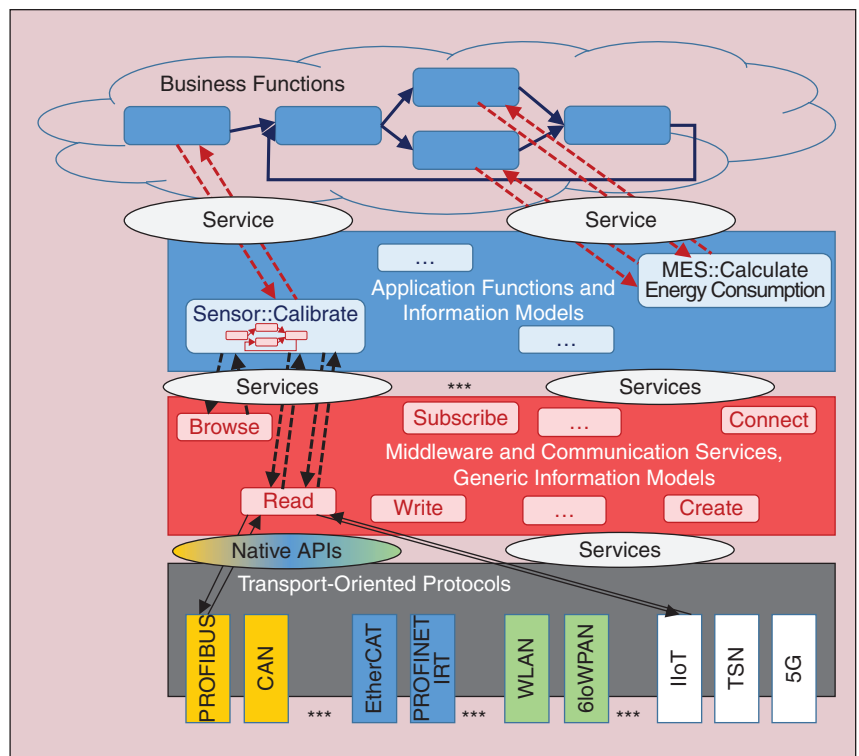 Business Functions
Service
Service
...
MES::Calculate
Energy Consumption
Application Functions and
Information Models
Sensor::Calibrate
...
Services
***
Services
Browse
Subscribe
...
Connect
Middleware and Communication Services,
Generic Information Models
Read
Write
...
Create
Native APIs
Services
Transport-Oriented Protocols
PROFIBUS
CAN
***
EtherCAT
PROFINET
IRT
***
WLAN
6loWPAN
***
IIoT
TSN
5G